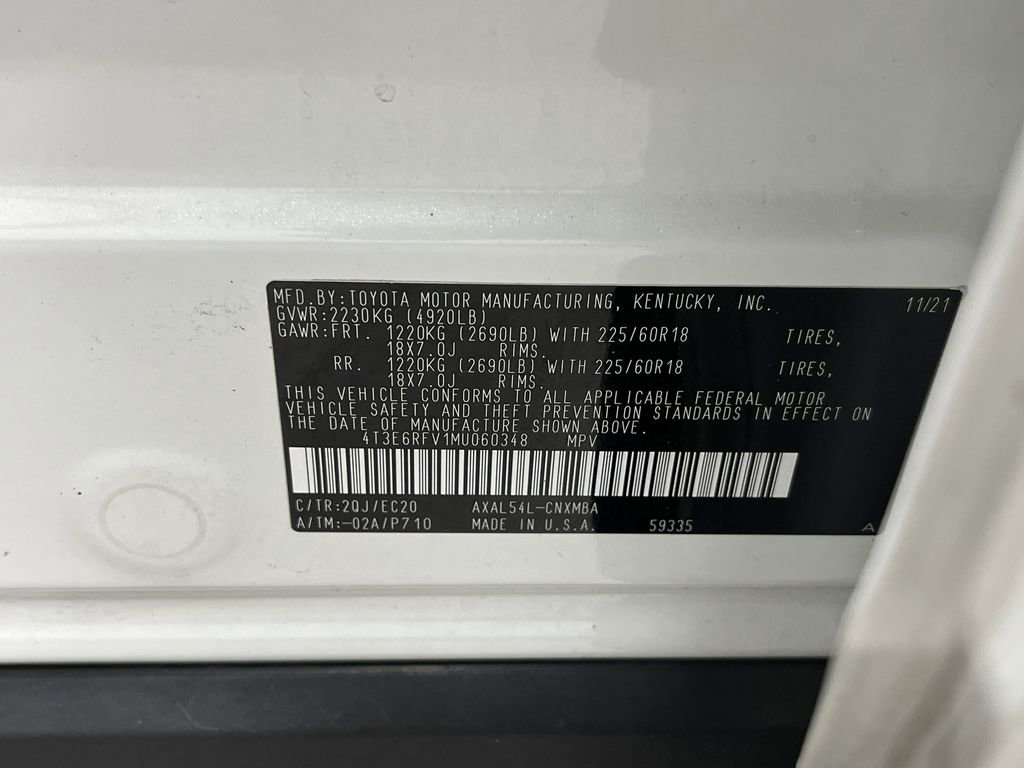 MFD.BY:TOYOTA MOTOR MANUFACTURING, KENTUCKY, INC. 11/21
GVWR:2230KG (4920LB)
GAWR:FRT. 1220KG (2690LB) WITH 225/60R18 TIRES,
18X7.0J RIMS.
RR. 1220KG (2690LB) WITH 225/60R18 TIRES,
18X7.0J RIMS.
THIS VEHICLE CONFORMS TO ALL APPLICABLE FEDERAL MOTOR
VEHICLE SAFETY AND THEFT PREVENTION STANDARDS IN EFFECT ON
THE DATE OF MANUFACTURE SHOWN ABOVE.
4T3E6RFV1MU060348 MPV
C/TR:2QJ/EC20 AXAL54L-CNXMBA
A/TM:-02A/P710 MADE IN U.S.A. 59335 A